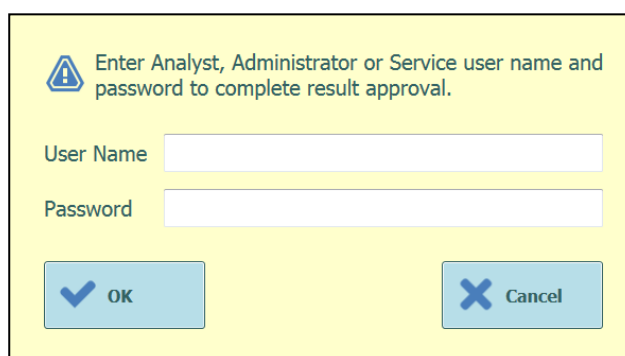 Enter Analyst, Administrator or Service user name and
password to complete result approval.
User Name
Password
OK
Cancel